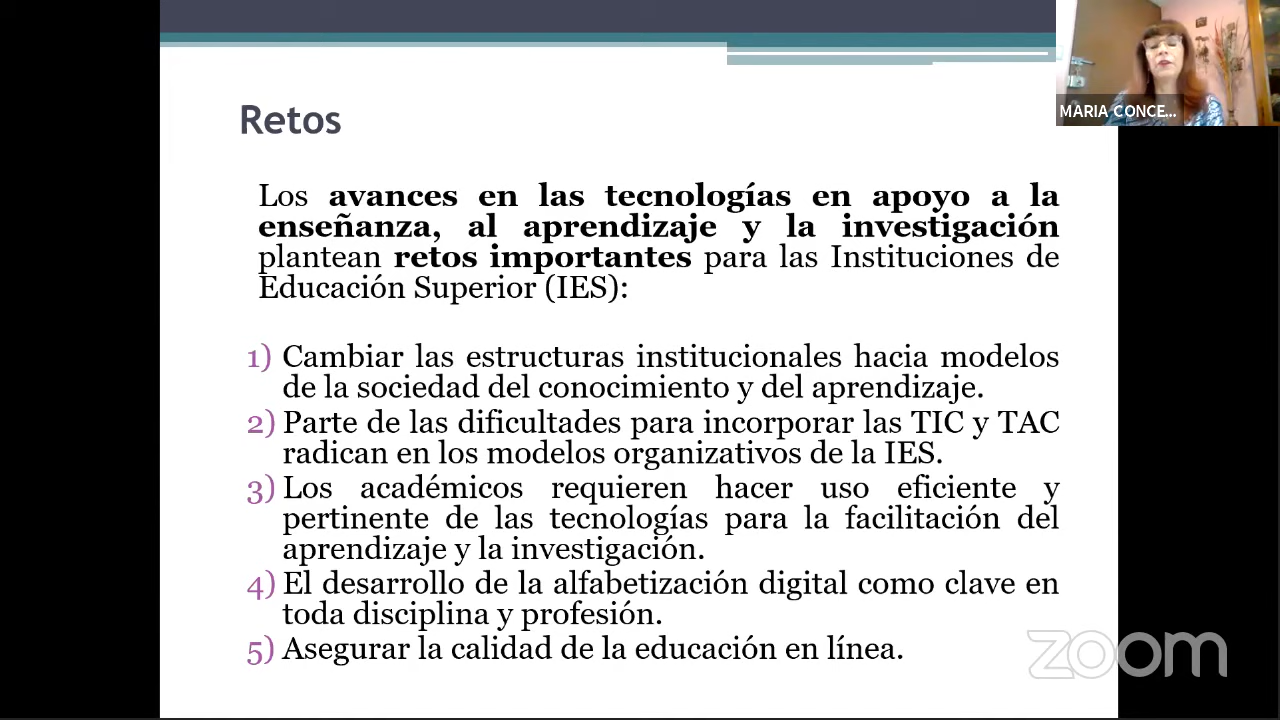 Retos
MARIA CONCE...
Los avances en las tecnologías en apoyo a la
enseñanza, al aprendizaje y la investigación
plantean retos importantes para las Instituciones de
Educación Superior (IES):
1) Cambiar las estructuras institucionales hacia modelos
de la sociedad del conocimiento y del aprendizaje.
2) Parte de las dificultades para incorporar las TIC y TAC
radican en los modelos organizativos de la IES.
3) Los académicos requieren hacer uso eficiente y
pertinente de las tecnologías para la facilitación del
aprendizaje y la investigación.
4) El desarrollo de la alfabetización digital como clave en
toda disciplina y profesión.
5) Asegurar la calidad de la educación en línea.
zoom